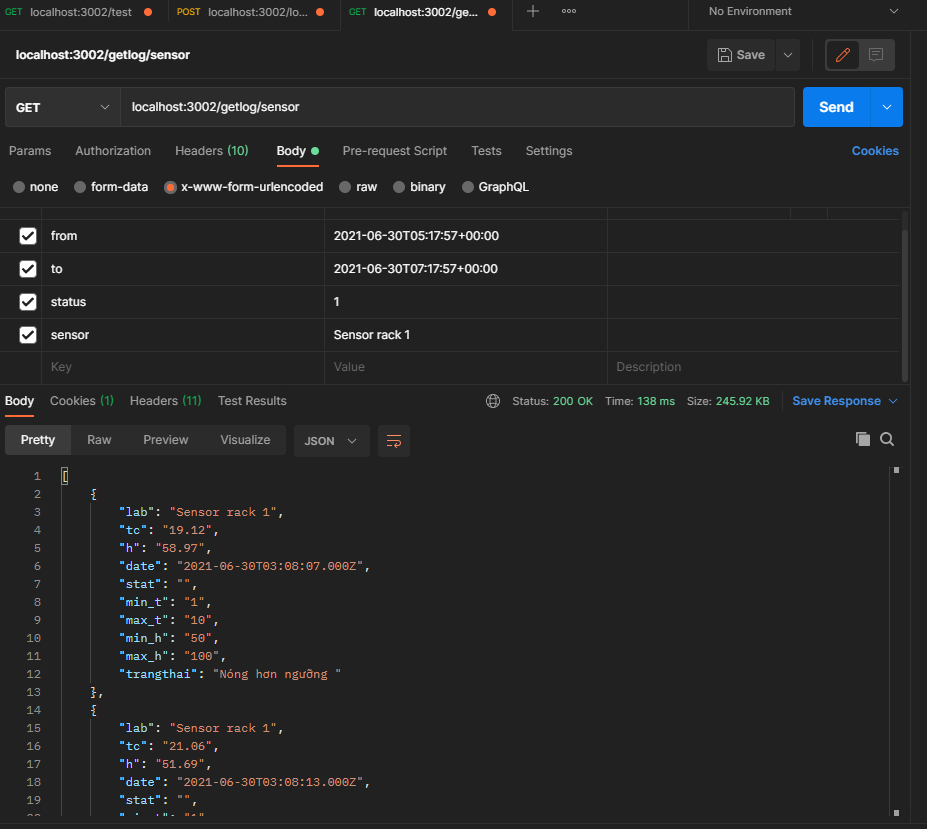 GET localhost:3002/test POST localhost:3002/lo... GET localhost:3002/ge... No Environment
localhost:3002/getlog/sensor Save
GET localhost:3002/getlog/sensor Send
Params Authorization Headers (10) Body Pre-request Script Tests Settings Cookies
none form-data x-www-form-urlencoded raw binary GraphQL
from 2021-06-30T05:17:57+00:00
to 2021-06-30T07:17:57+00:00
status 1
sensor Sensor rack 1
Key Value Description
Body Cookies (1) Headers (11) Test Results Status: 200 OK Time: 138 ms Size: 245.92 KB Save Response
Pretty Raw Preview Visualize JSON
1 [
2 {
3 "lab": "Sensor rack 1",
4 "tc": "19.12",
5 "h": "58.97",
6 "date": "2021-06-30T03:08:07.000Z",
7 "stat": "",
8 "min_t": "1",
9 "max_t": "10",
10 "min_h": "50",
11 "max_h": "100",
12 "trangthai": "Nóng hơn ngưỡng "
13 },
14 {
15 "lab": "Sensor rack 1",
16 "tc": "21.06",
17 "h": "51.69",
18 "date": "2021-06-30T03:08:13.000Z",
19 "stat": "",